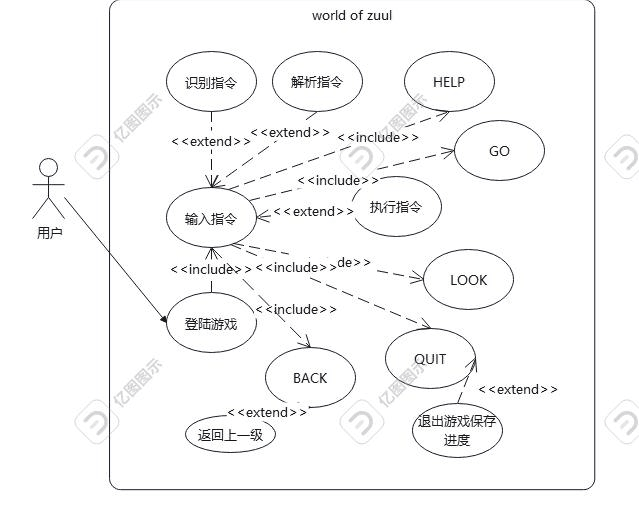 world of zuul
识别指令
解析指令
HELP
亿图图示
亿图图示
<<extend>>
<<extend>>
<<include>>
GO
<<include>>
用户
输入指令
<<extend>>
执行指令
<<include>>
<<include>>
de>>
LOOK
<<include>>
登陆游戏
QUIT
BACK
亿图图示
亿图图示
<<extend>>
<<extend>>
返回上一级
退出游戏保存
进度